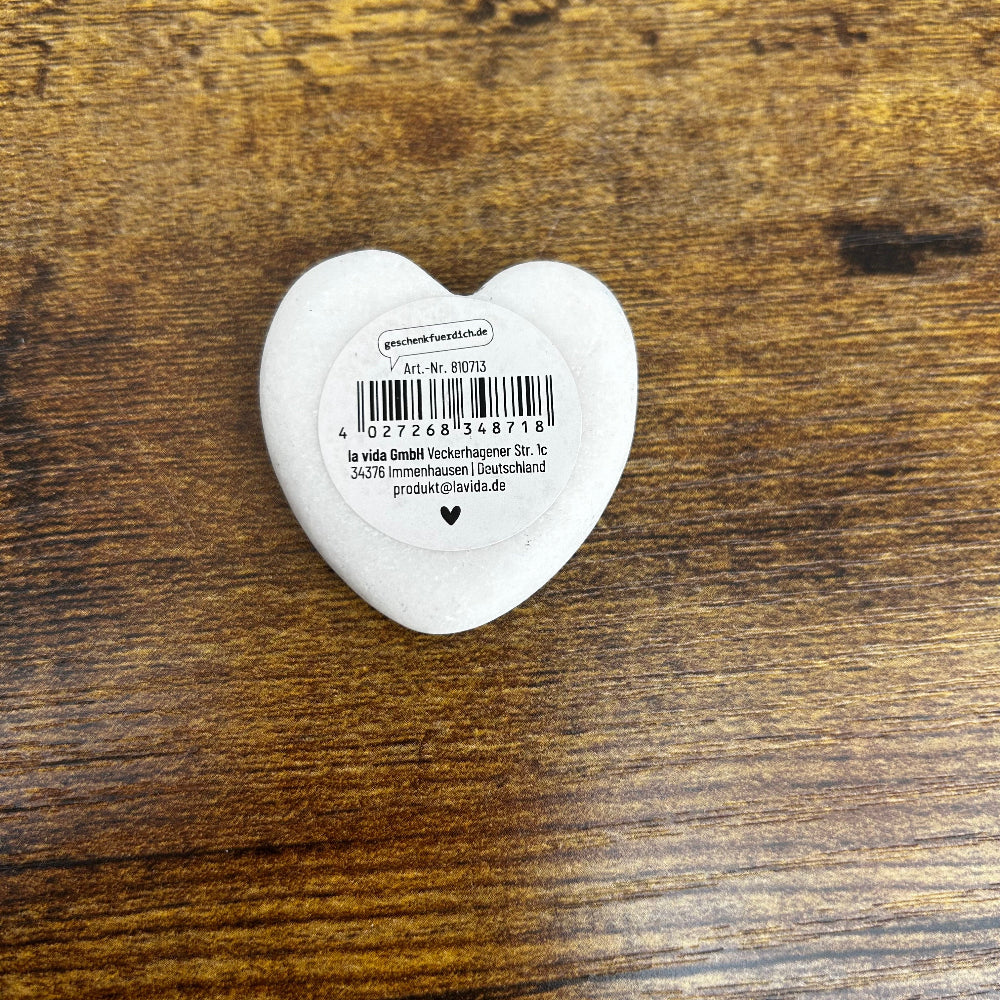 geschenkfuerdich.de
Art.-Nr. 810713
4 027268 348718
la vida GmbH Veckerhagener Str. 1c
34376 Immenhausen | Deutschland
produkt@lavida.de